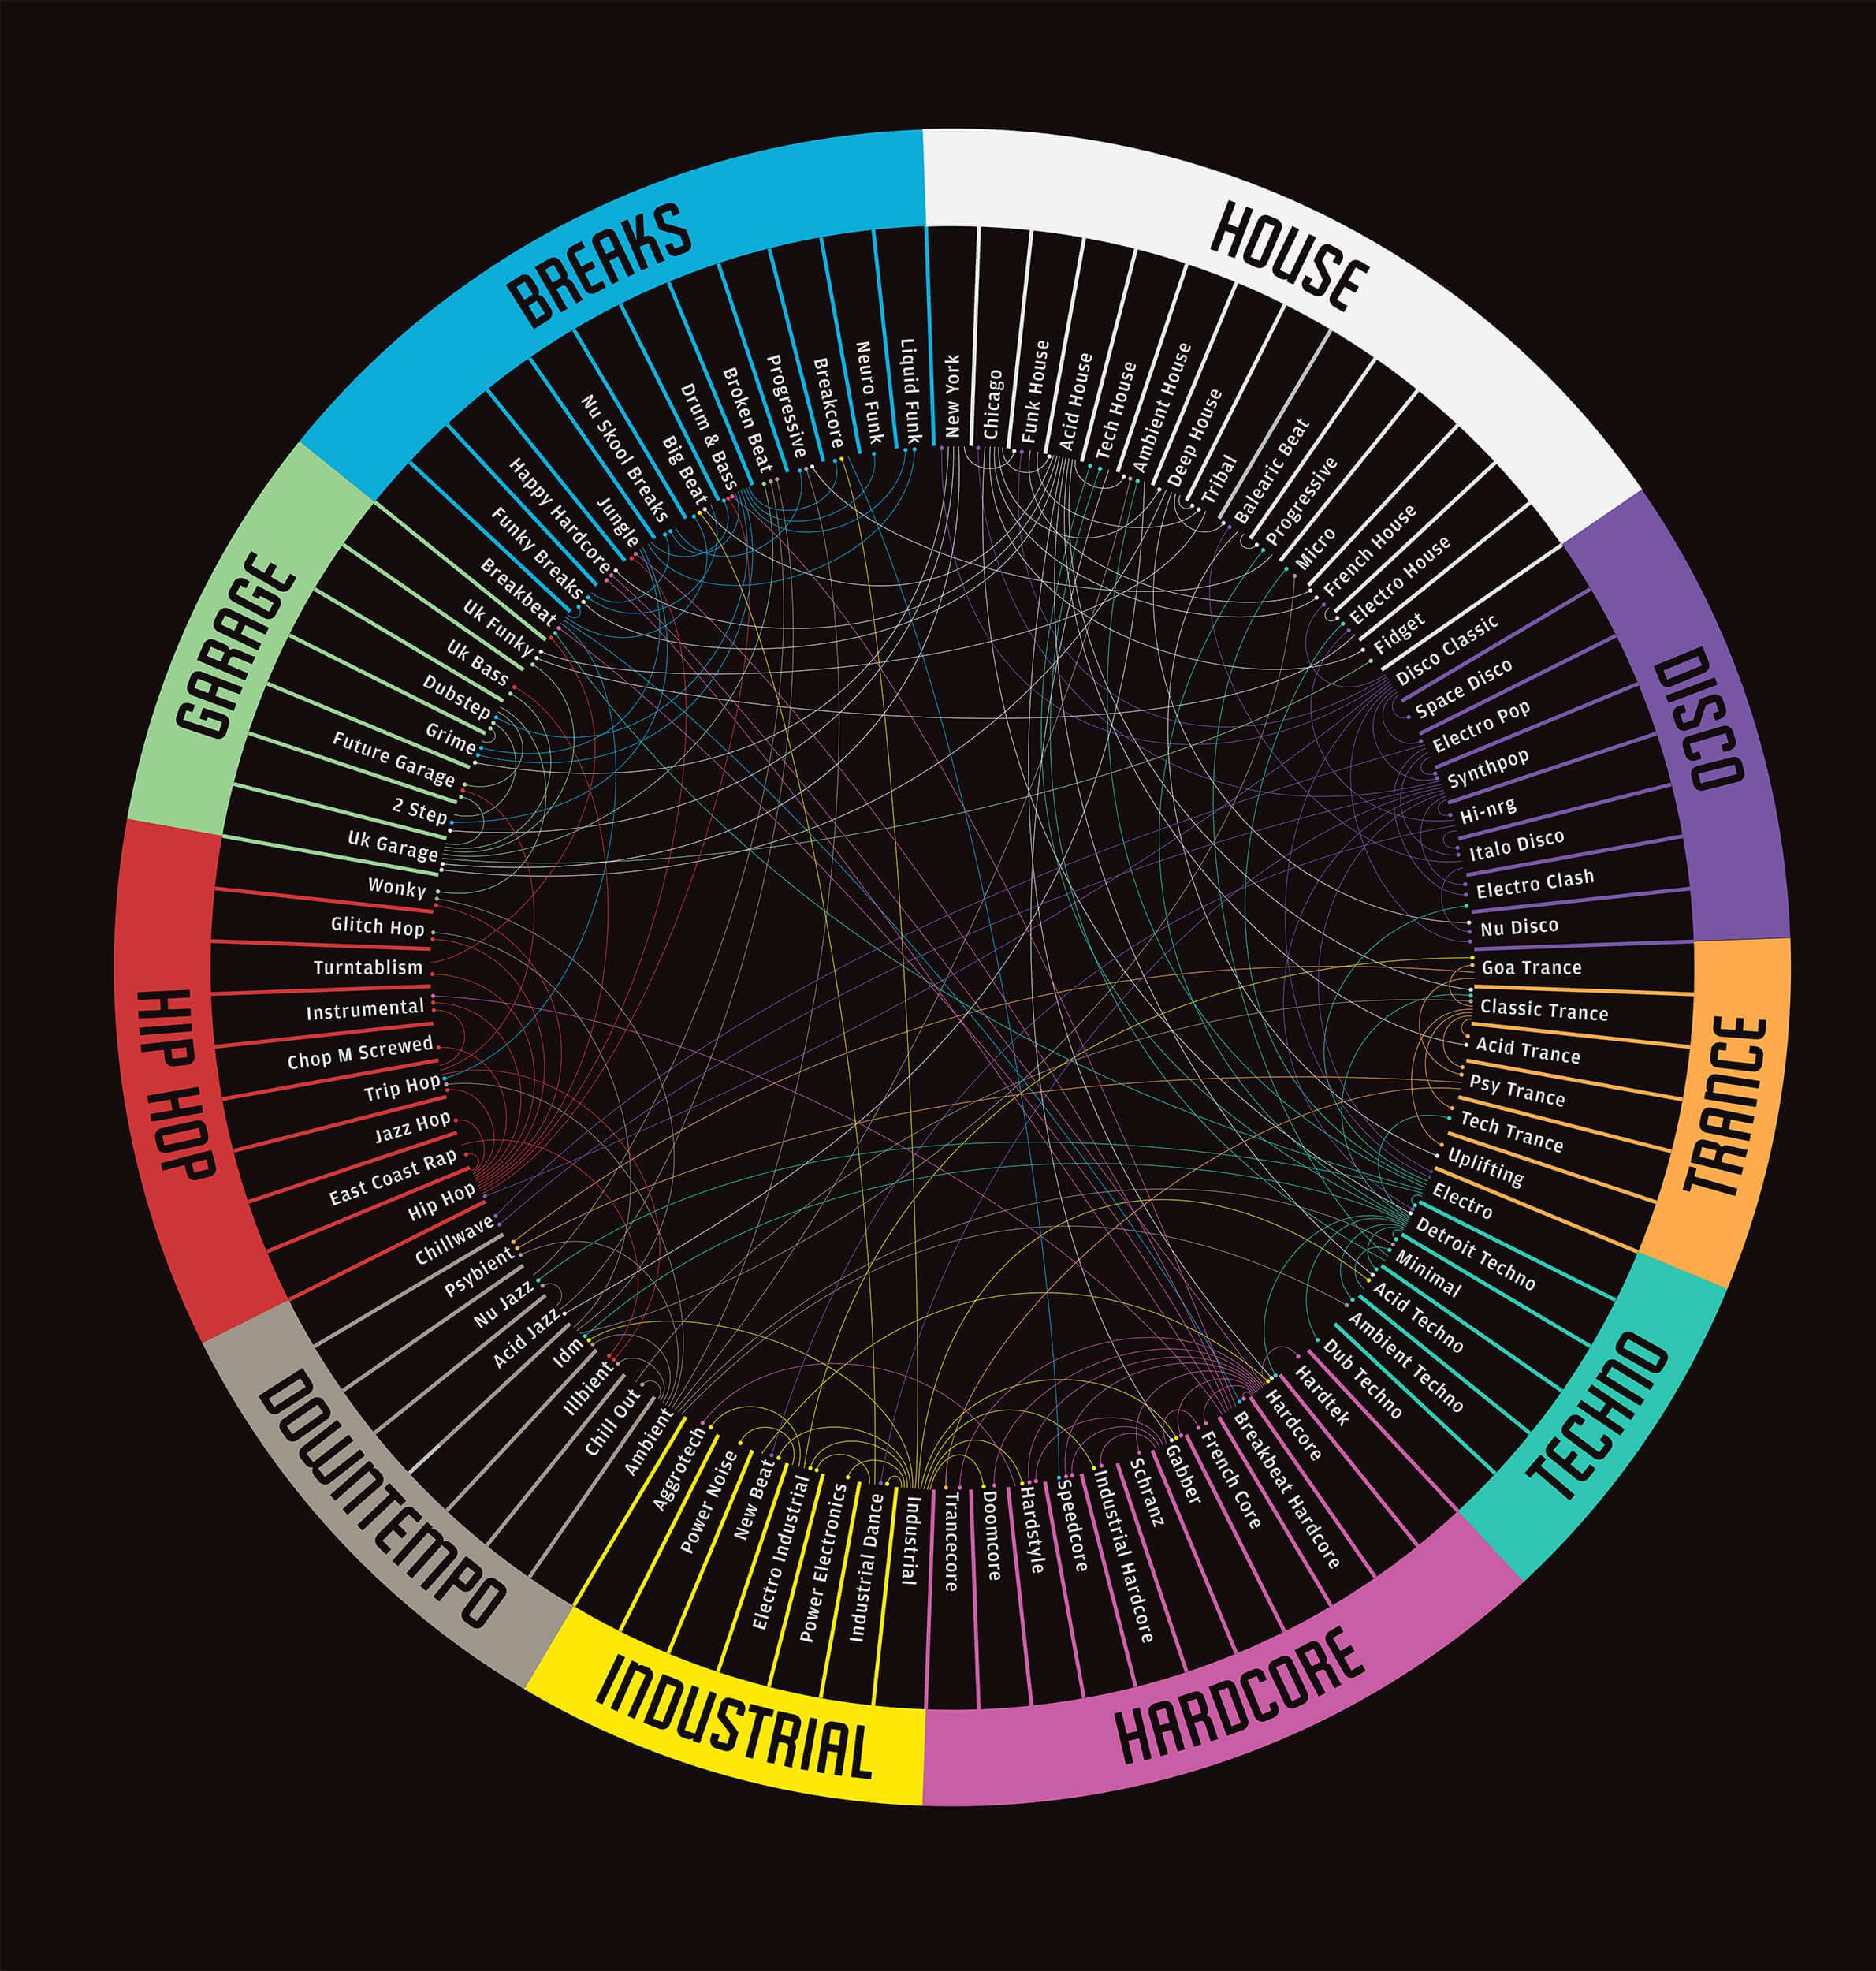 HOUSE
New York
Chicago
Funk House
Acid House
Tech House
Ambient House
Deep House
Tribal
Balearic Beat
Progressive
Micro
French House
Electro House
Fidget
DISCO
Disco Classic
Space Disco
Electro Pop
Synthpop
Hi-nrg
Italo Disco
Electro Clash
Nu Disco
TRANCE
Goa Trance
Classic Trance
Acid Trance
Psy Trance
Tech Trance
Uplifting
TECHNO
Electro
Detroit Techno
Minimal
Acid Techno
Ambient Techno
Dub Techno
HARDCORE
Hardtek
Hardcore
Breakbeat Hardcore
French Core
Gabber
Schranz
Industrial Hardcore
Speedcore
Hardstyle
Doomcore
Trancecore
INDUSTRIAL
Industrial
Industrial Dance
Power Electronics
Electro Industrial
New Beat
Power Noise
Aggrotech
DOWNTEMPO
Ambient
Chill Out
Illbient
Idm
Acid Jazz
Nu Jazz
Psybient
Chillwave
HIP HOP
Hip Hop
East Coast Rap
Jazz Hop
Trip Hop
Chop M Screwed
Instrumental
Turntablism
Glitch Hop
Wonky
GARAGE
Uk Garage
2 Step
Future Garage
Grime
Dubstep
Uk Bass
Uk Funky
BREAKS
Breakbeat
Funky Breaks
Happy Hardcore
Jungle
Nu Skool Breaks
Big Beat
Drum & Bass
Broken Beat
Progressive
Breakcore
Neuro Funk
Liquid Funk